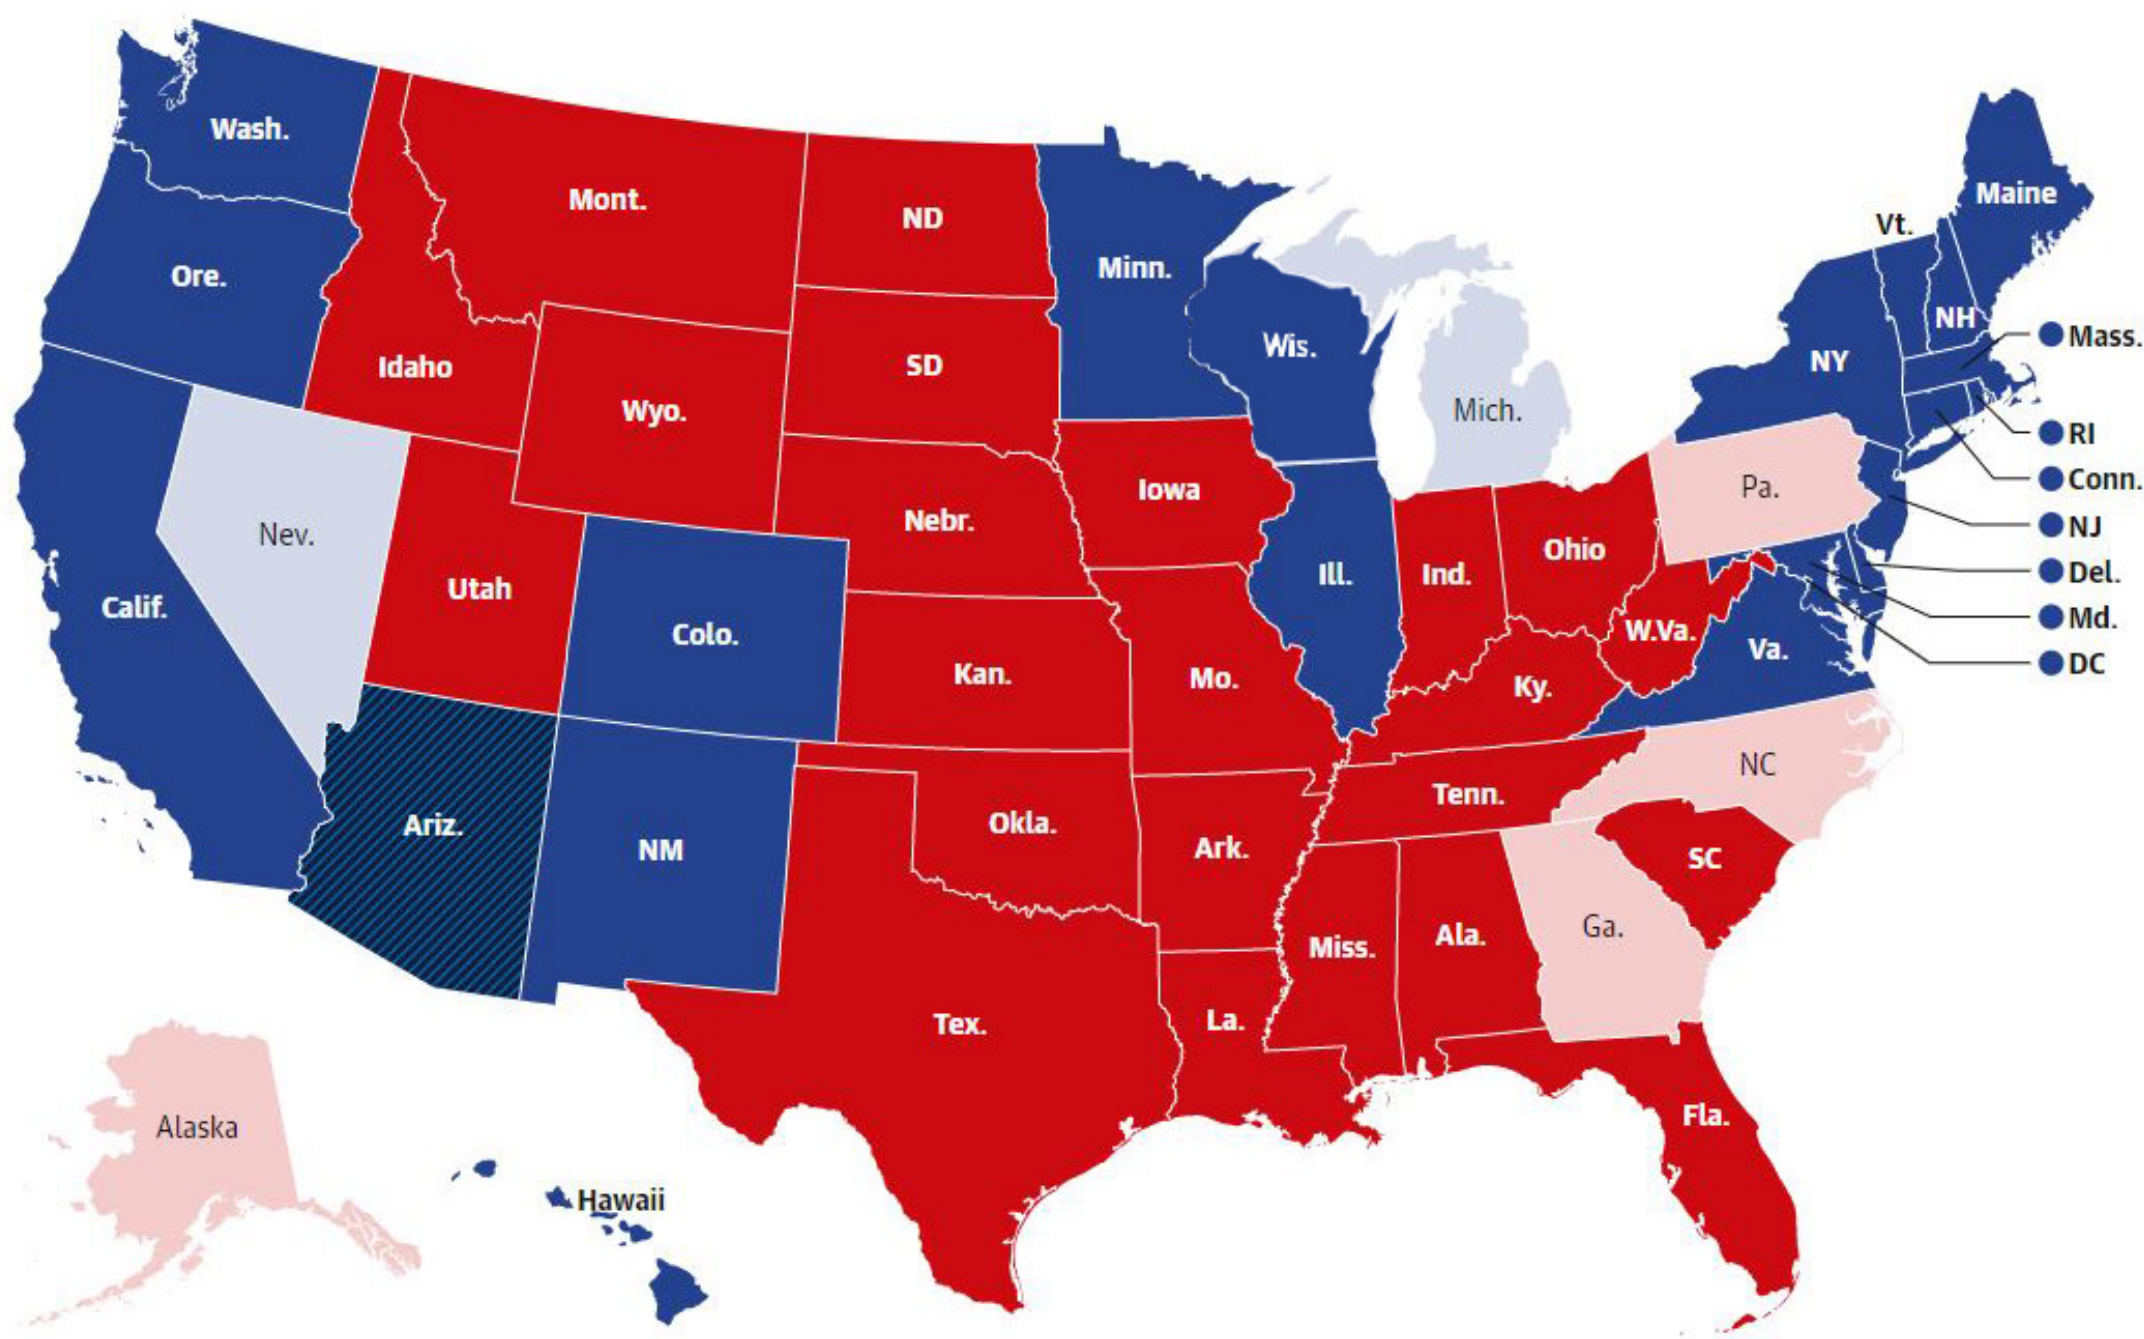 Wash.
Mont.
ND
Minn.
Maine
Vt.
Ore.
Idaho
Wyo.
SD
Wis.
Mich.
NY
NH
Mass.
RI
Conn.
NJ
Del.
Md.
DC
Nev.
Utah
Colo.
Nebr.
Iowa
Ill.
Ind.
Ohio
Pa.
Calif.
Kan.
Mo.
Ky.
W.Va.
Va.
Ariz.
NM
Okla.
Ark.
Tenn.
NC
SC
Tex.
La.
Miss.
Ala.
Ga.
Fla.
Alaska
Hawaii